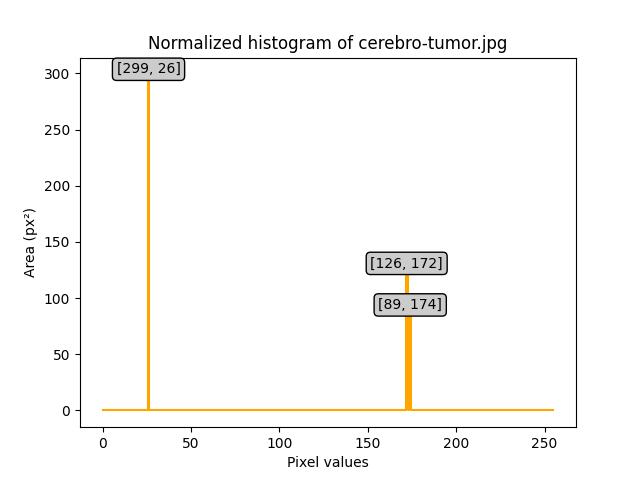 Normalized histogram of cerebro-tumor.jpg
[299, 26]
[126, 172]
[89, 174]
300
250
200
150
100
50
0
Area (px²)
0 50 100 150 200 250
Pixel values